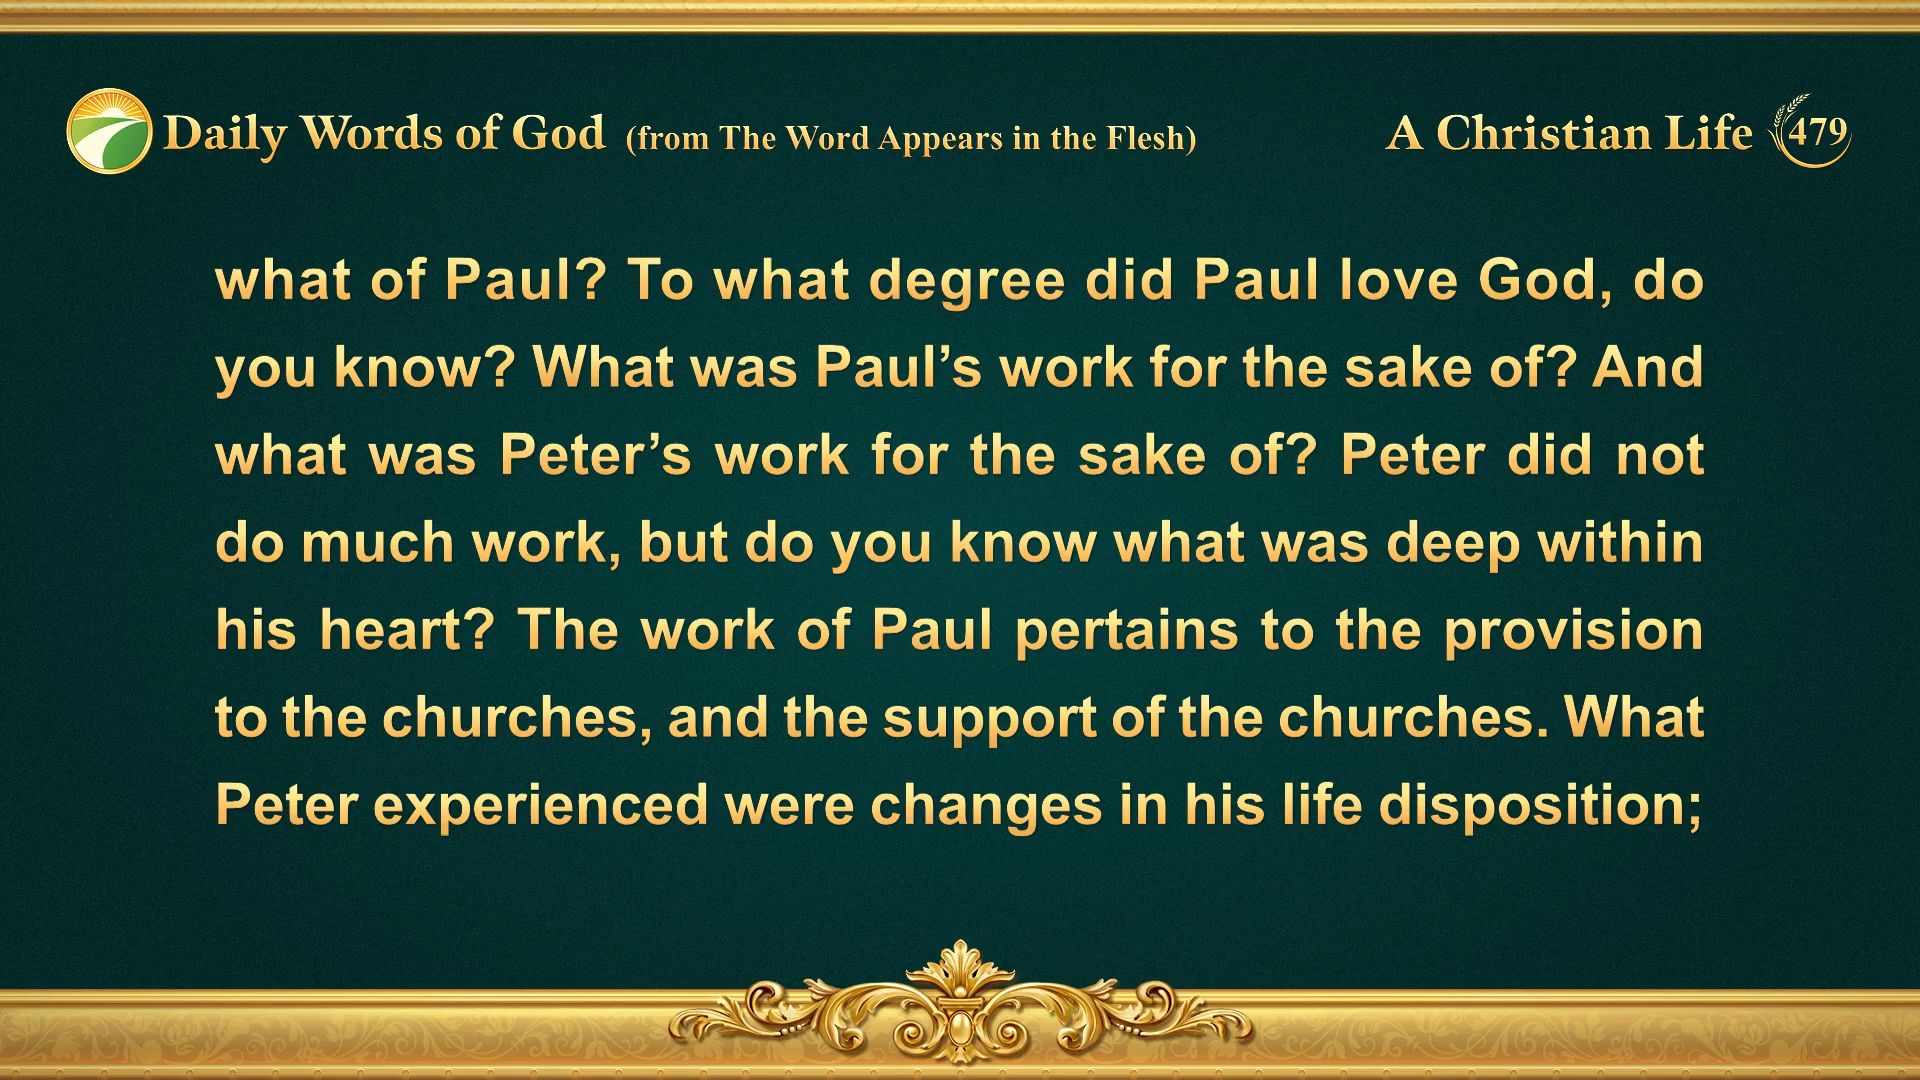 Daily Words of God (from The Word Appears in the Flesh)
A Christian Life 479
what of Paul? To what degree did Paul love God, do
you know? What was Paul’s work for the sake of? And
what was Peter’s work for the sake of? Peter did not
do much work, but do you know what was deep within
his heart? The work of Paul pertains to the provision
to the churches, and the support of the churches. What
Peter experienced were changes in his life disposition;